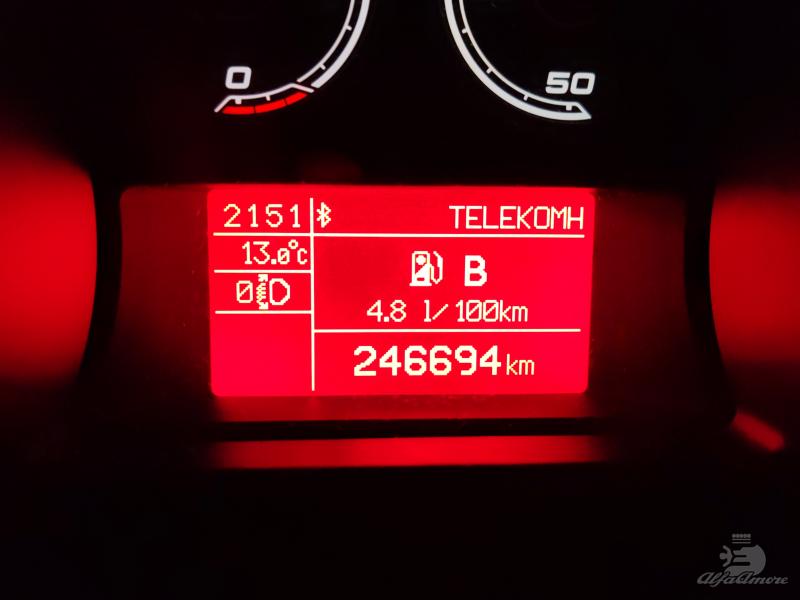 0
50
2151 TELEKOMH
13.0°C
B
0
4.8 l/100km
246694 km
AlfaAmore